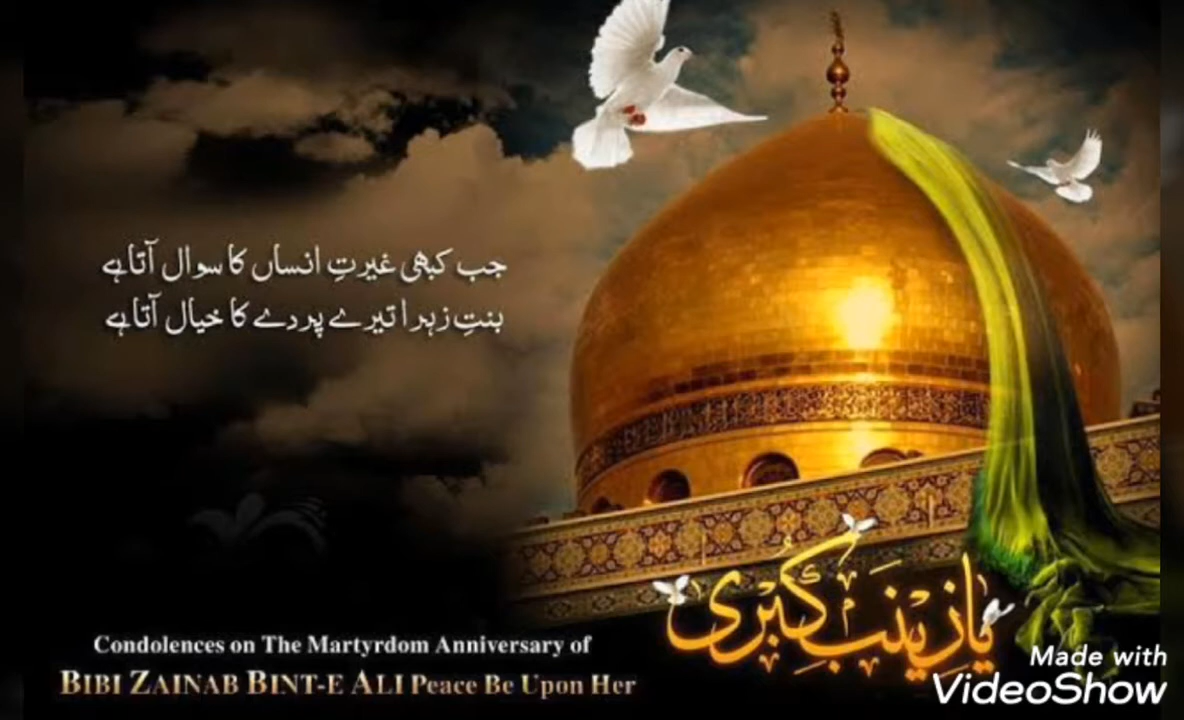 جب کبھی غیرتِ انساں کا سوال آتا ہے
بنتِ زہرا تیرے پردے کا خیال آتا ہے
یا زینب کبری
Condolences on The Martyrdom Anniversary of
BIBI ZAINAB BINT-E ALI Peace Be Upon Her
Made with
VideoShow